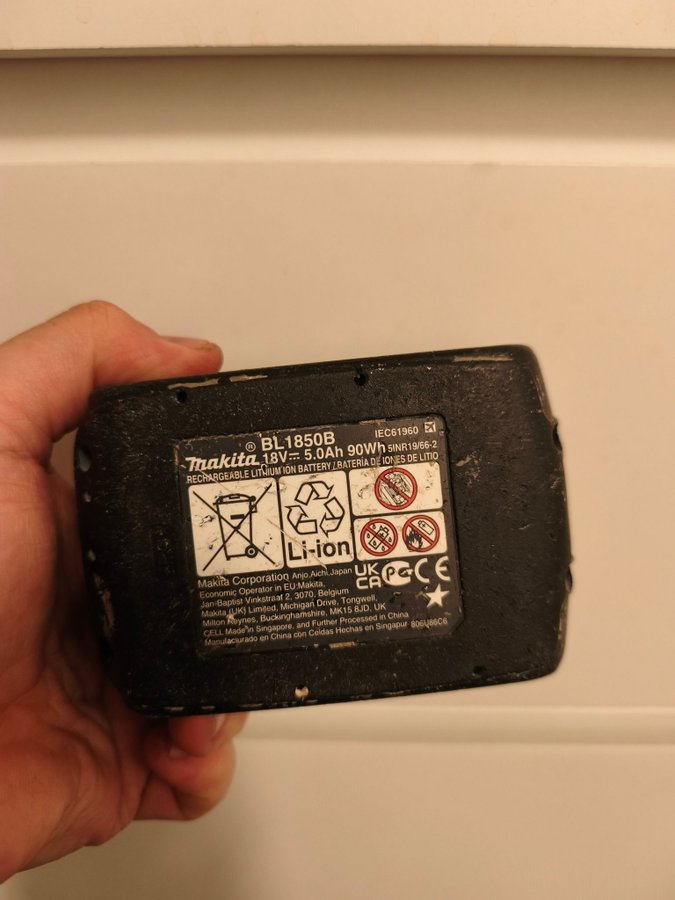 BL1850B
IEC61960
makita® 18V⎓ 5.0Ah 90Wh 5INR19/66-2
RECHARGEABLE LITHIUM ION BATTERY / BATERÍA DE IONES DE LITIO
Li-ion
Makita Corporation Anjo, Aichi, Japan
Economic Operator in EU:Makita,
Jan-Baptist Vinkstraat 2, 3070, Belgium
Makita (UK) Limited, Michigan Drive, Tongwell,
Milton Keynes, Buckinghamshire, MK15 8JD, UK
CELL Made in Singapore, and Further Processed in China
Manufacturado en China con Celdas Hechas en Singapur 806U86C6
UK
CA
CE